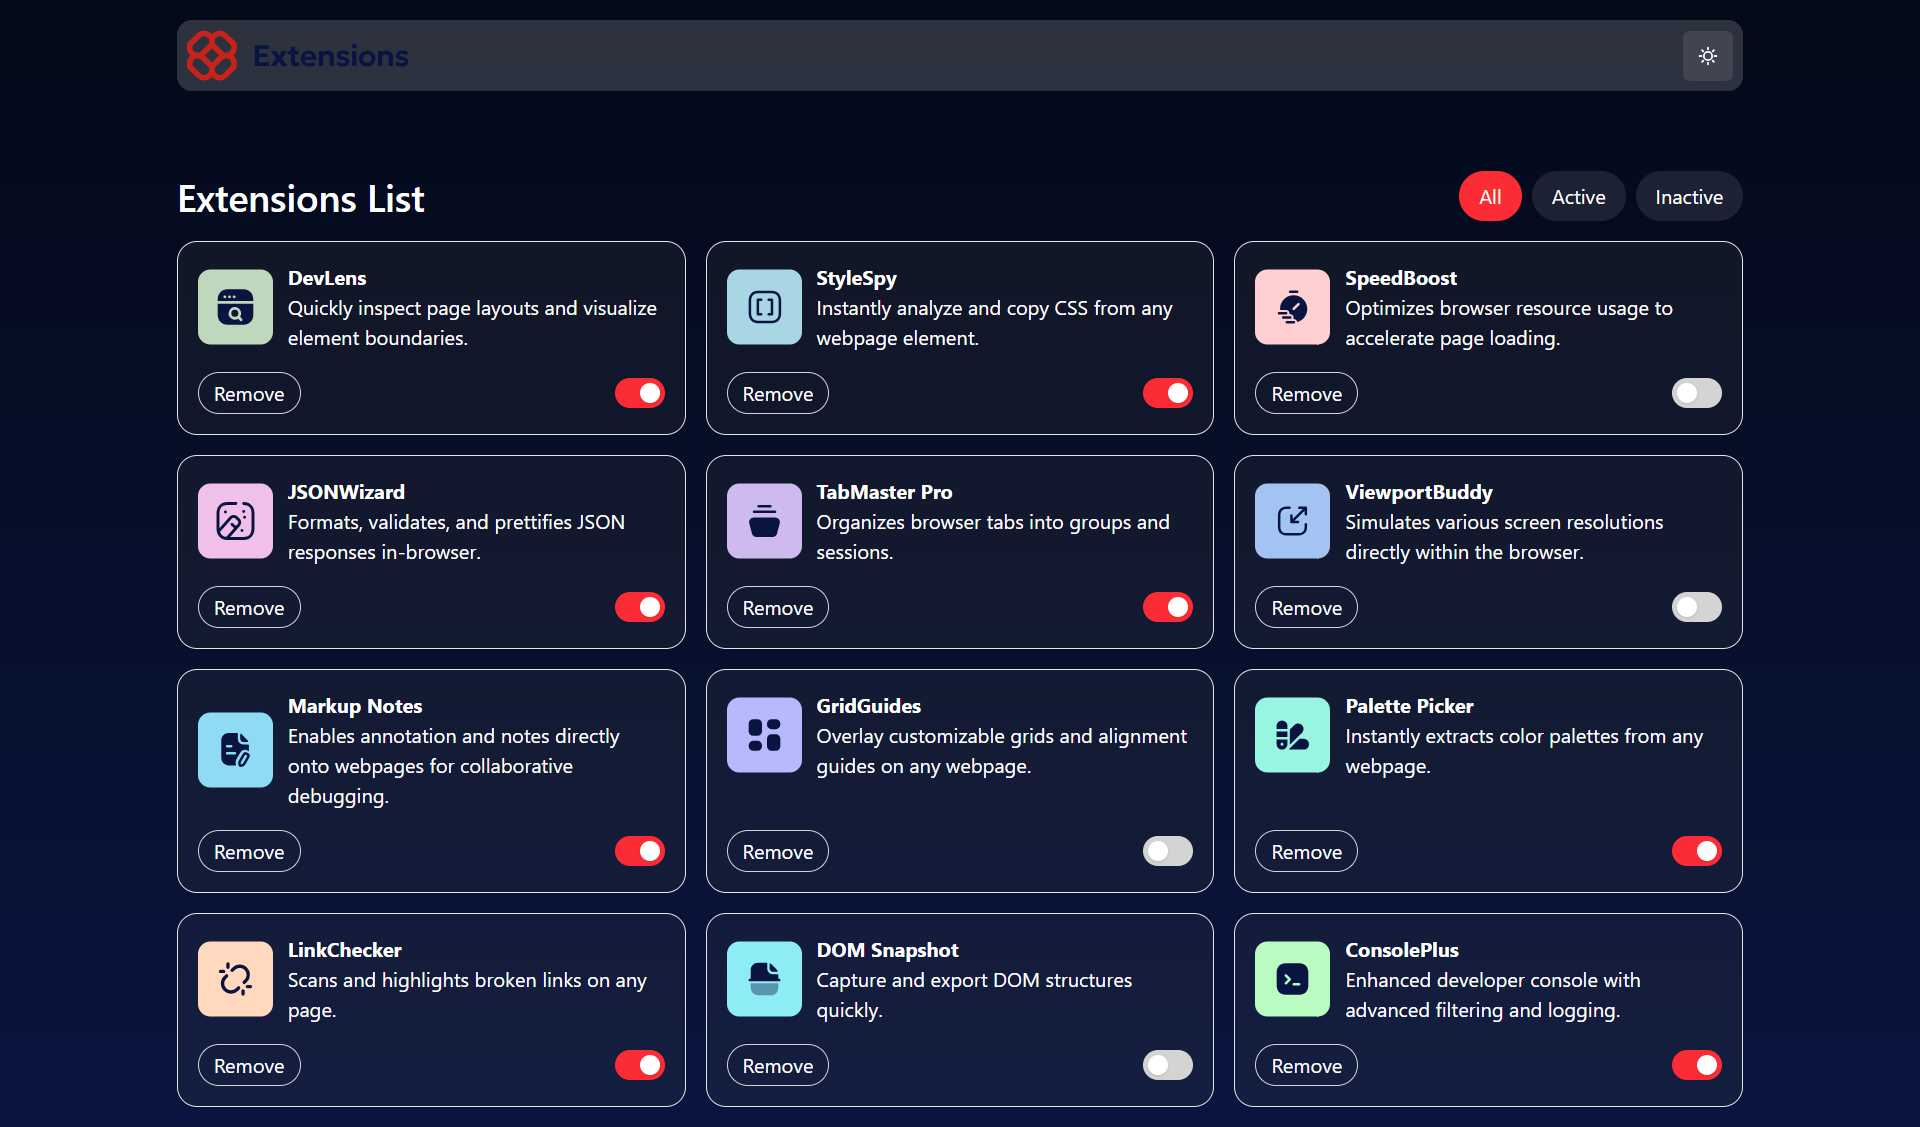 Extensions
Extensions List
All
Active
Inactive
DevLens
Quickly inspect page layouts and visualize
element boundaries.
Remove
StyleSpy
Instantly analyze and copy CSS from any
webpage element.
Remove
SpeedBoost
Optimizes browser resource usage to
accelerate page loading.
Remove
JSONWizard
Formats, validates, and prettifies JSON
responses in-browser.
Remove
TabMaster Pro
Organizes browser tabs into groups and
sessions.
Remove
ViewportBuddy
Simulates various screen resolutions
directly within the browser.
Remove
Markup Notes
Enables annotation and notes directly
onto webpages for collaborative
debugging.
Remove
GridGuides
Overlay customizable grids and alignment
guides on any webpage.
Remove
Palette Picker
Instantly extracts color palettes from any
webpage.
Remove
LinkChecker
Scans and highlights broken links on any
page.
Remove
DOM Snapshot
Capture and export DOM structures
quickly.
Remove
ConsolePlus
Enhanced developer console with
advanced filtering and logging.
Remove